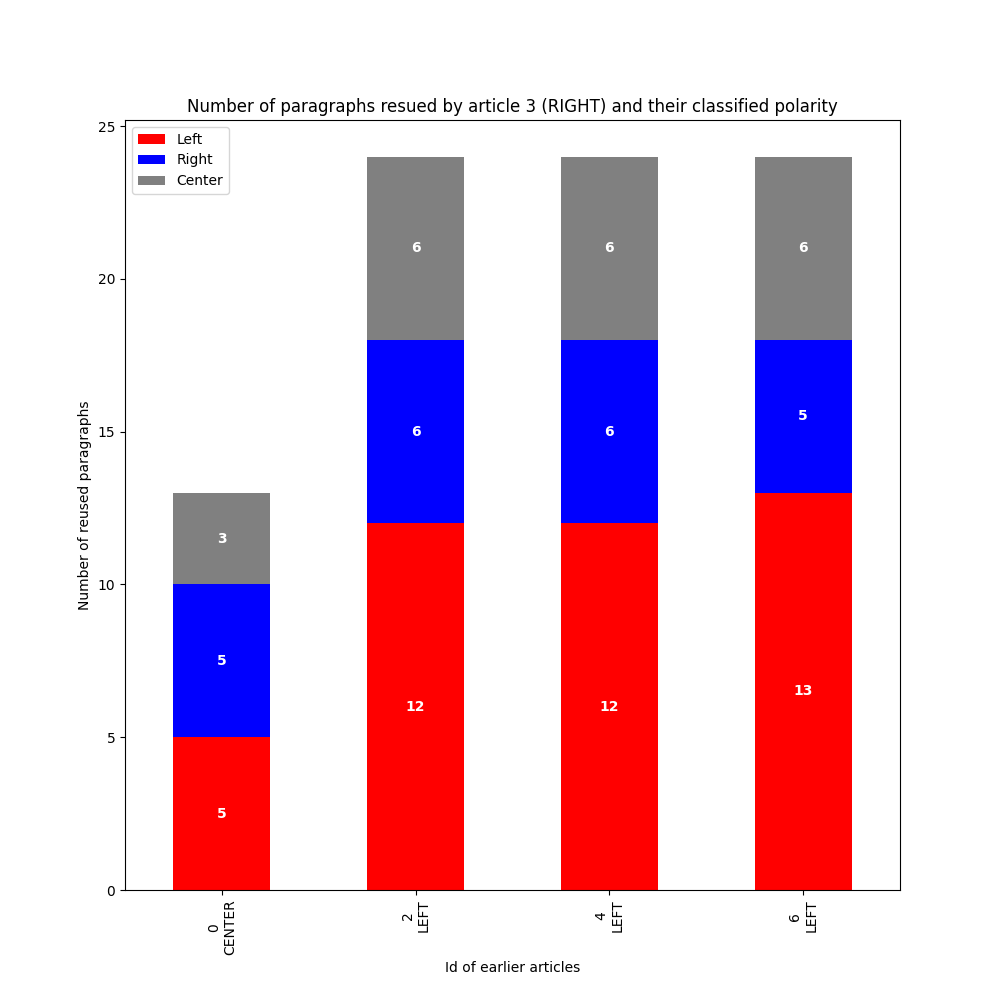 Number of paragraphs resued by article 3 (RIGHT) and their classified polarity
Left
Right
Center
25
20
15
10
5
0
Number of reused paragraphs
3
5
5
6
6
12
6
6
12
6
5
13
0
CENTER
2
LEFT
4
LEFT
6
LEFT
Id of earlier articles